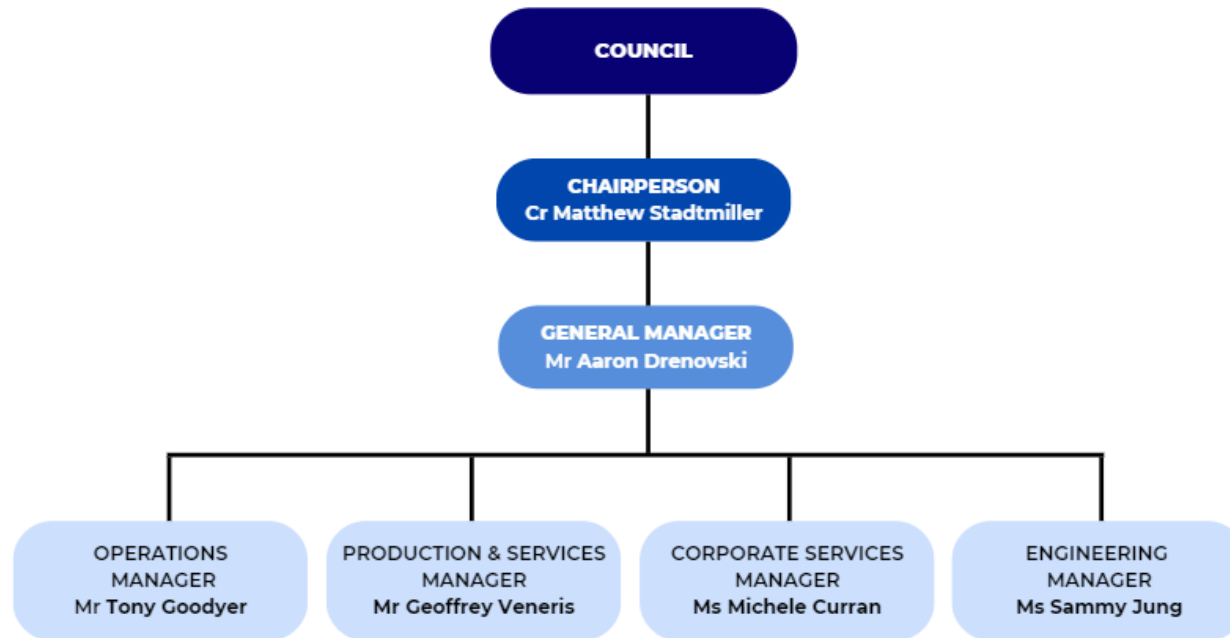 COUNCIL
CHAIRPERSON
Cr Matthew Stadtmiller
GENERAL MANAGER
Mr Aaron Drenovski
OPERATIONS
MANAGER
Mr Tony Goodyer
PRODUCTION & SERVICES
MANAGER
Mr Geoffrey Veneris
CORPORATE SERVICES
MANAGER
Ms Michele Curran
ENGINEERING
MANAGER
Ms Sammy Jung